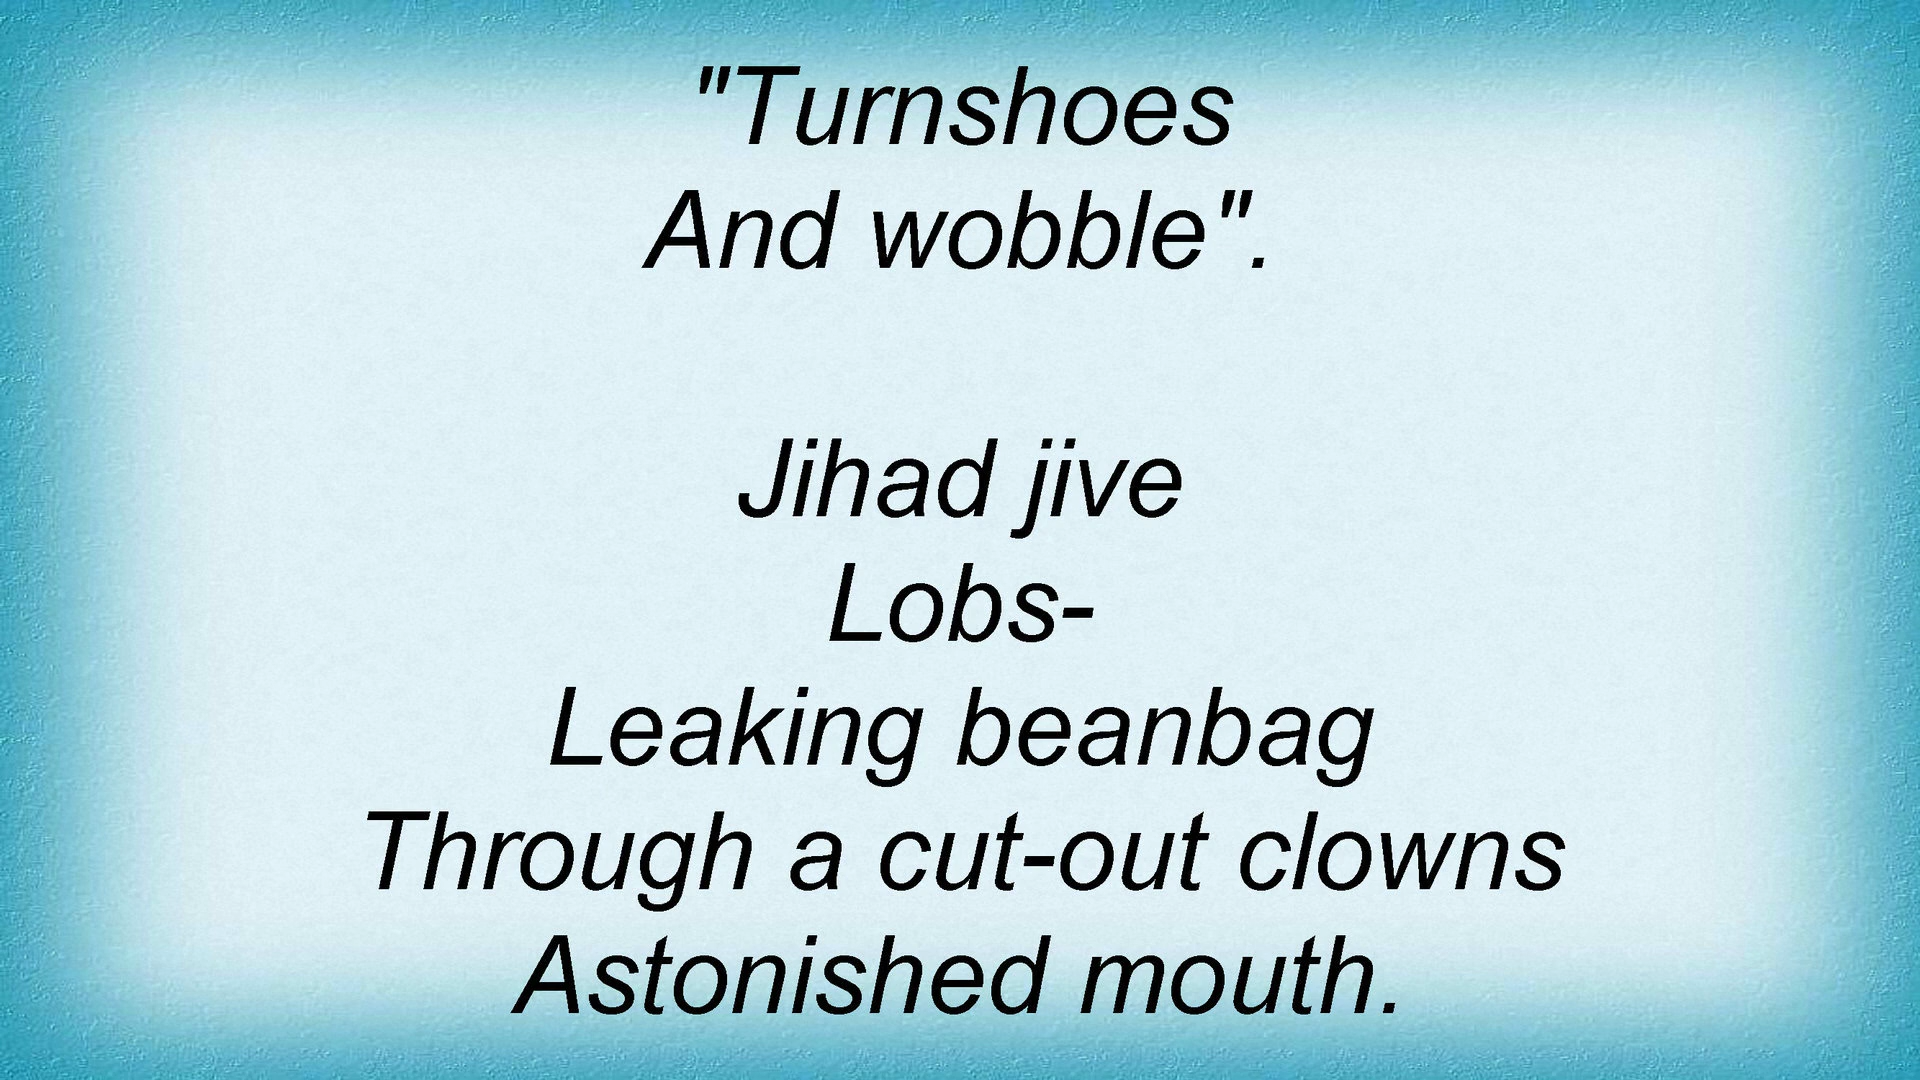 "Turnshoes
And wobble".
Jihad jive
Lobs-
Leaking beanbag
Through a cut-out clowns
Astonished mouth.